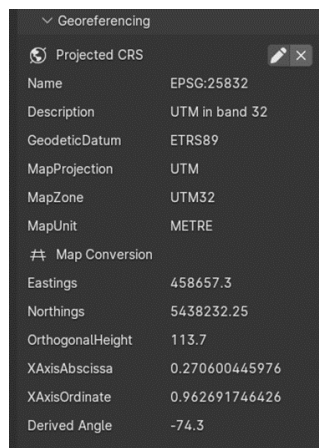 Georeferencing
Projected CRS
Name EPSG:25832
Description UTM in band 32
GeodeticDatum ETRS89
MapProjection UTM
MapZone UTM32
MapUnit METRE
Map Conversion
Eastings 458657.3
Northings 5438232.25
OrthogonalHeight 113.7
XAxisAbscissa 0.270600445976
XAxisOrdinate 0.962691746426
Derived Angle -74.3